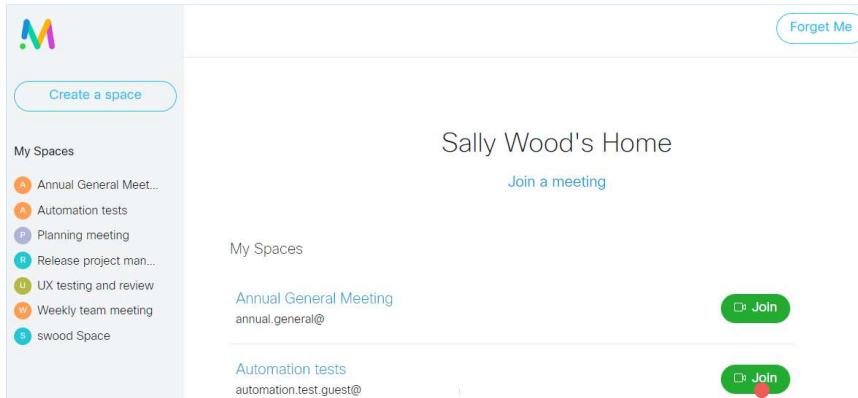 Forget Me
Create a space
My Spaces
A Annual General Meet...
A Automation tests
P Planning meeting
R Release project man...
U UX testing and review
W Weekly team meeting
S swood Space
Sally Wood's Home
Join a meeting
My Spaces
Annual General Meeting
annual.general@
Join
Automation tests
automation.test.guest@
Join